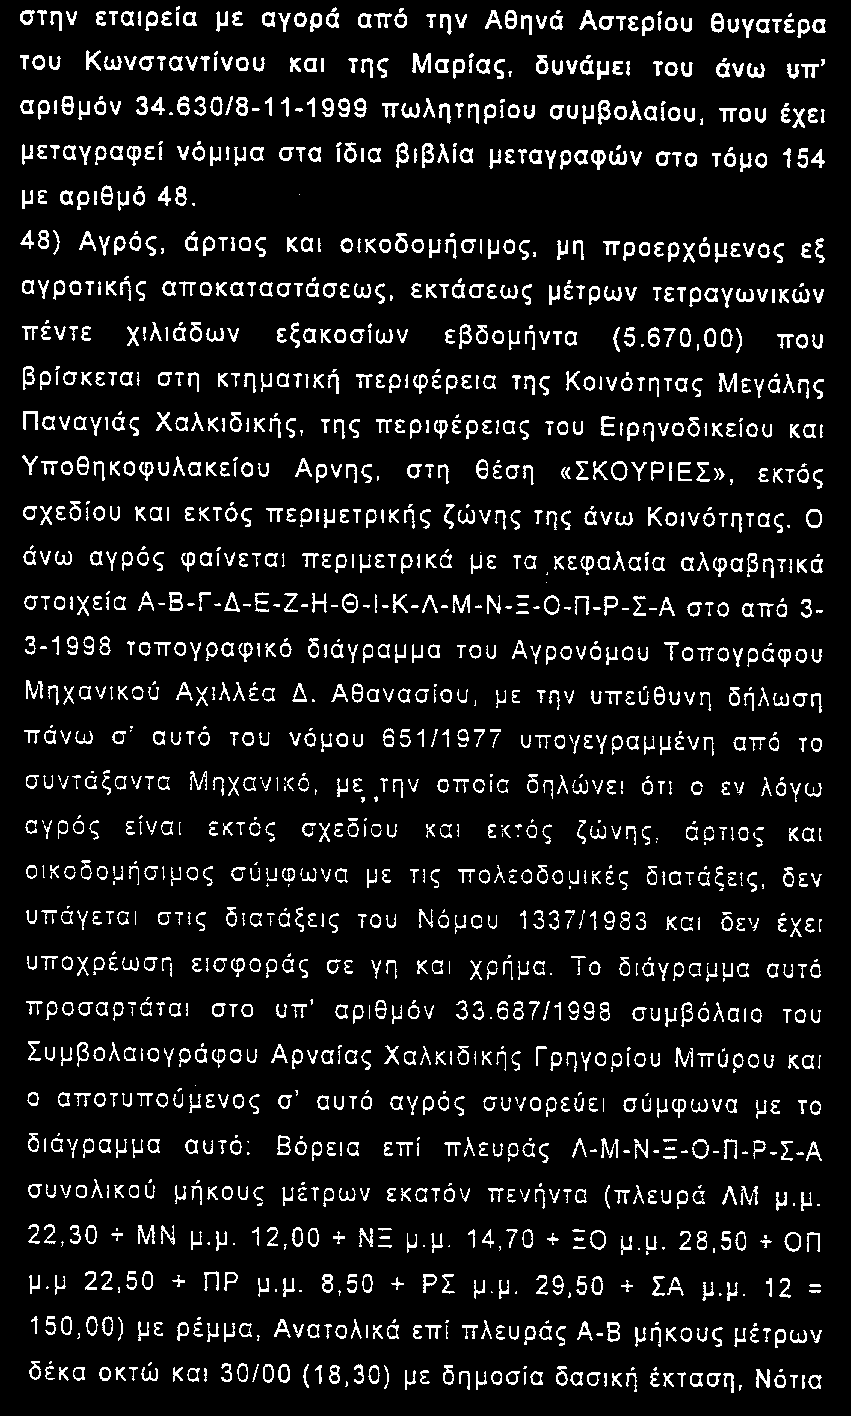 στην εταιρεία με αγορά από την Αθηνά Αστερίου θυγατέρα
του Κωνσταντίνου και της Μαρίας, δυνάμει του άνω υπ'
αριθμόν 34.630/8-11-1999 πωλητηρίου συμβολαίου, που έχει
μεταγραφεί νόμιμα στα ίδια βιβλία μεταγραφών στο τόμο 154
με αριθμό 48.
48) Αγρός, άρτιος και οικοδομήσιμος, μη προερχόμενος εξ
αγροτικής αποκαταστάσεως, εκτάσεως μέτρων τετραγωνικών
πέντε χιλιάδων εξακοσίων εβδομήντα (5.670,00) που
βρίσκεται στη κτηματική περιφέρεια της Κοινότητας Μεγάλης
Παναγιάς Χαλκιδικής, της περιφέρειας του Ειρηνοδικείου και
Υποθηκοφυλακείου Αρνης, στη θέση «ΣΚΟΥΡΙΕΣ», εκτός
σχεδίου και εκτός περιμετρικής ζώνης της άνω Κοινότητας. Ο
άνω αγρός φαίνεται περιμετρικά με τα κεφαλαία αλφαβητικά
στοιχεία Α-Β-Γ-Δ-Ε-Ζ-Η-Θ-Ι-Κ-Λ-Μ-Ν-Ξ-Ο-Π-Ρ-Σ-Α στο από 3-
3-1998 τοπογραφικό διάγραμμα του Αγρονόμου Τοπογράφου
Μηχανικού Αχιλλέα Δ. Αθανασίου, με την υπεύθυνη δήλωση
πάνω σ' αυτό του νόμου 651/1977 υπογεγραμμένη από το
συντάξαντα Μηχανικό, με την οποία δηλώνει ότι ο εν λόγω
αγρός είναι εκτός σχεδίου και εκτός ζώνης, άρτιος και
οικοδομήσιμος σύμφωνα με τις πολεοδομικές διατάξεις, δεν
υπάγεται στις διατάξεις του Νόμου 1337/1983 και δεν έχει
υποχρέωση εισφοράς σε γη και χρήμα. Το διάγραμμα αυτό
προσαρτάται στο υπ' αριθμόν 33.687/1998 συμβόλαιο του
Συμβολαιογράφου Αρναίας Χαλκιδικής Γρηγορίου Μπύρου και
ο αποτυπούμενος σ' αυτό αγρός συνορεύει σύμφωνα με το
διάγραμμα αυτό: Βόρεια επί πλευράς Λ-Μ-Ν-Ξ-Ο-Π-Ρ-Σ-Α
συνολικού μήκους μέτρων εκατόν πενήντα (πλευρά ΛΜ μ.μ.
22,30 + ΜΝ μ.μ. 12,00 + ΝΞ μ.μ. 14,70 + ΞΟ μ.μ. 28,50 + ΟΠ
μ.μ 22,50 + ΠΡ μ.μ. 8,50 + ΡΣ μ.μ. 29,50 + ΣΑ μ.μ. 12 =
150,00) με ρέμμα, Ανατολικά επί πλευράς Α-Β μήκους μέτρων
δέκα οκτώ και 30/00 (18,30) με δημοσία δασική έκταση, Νότια